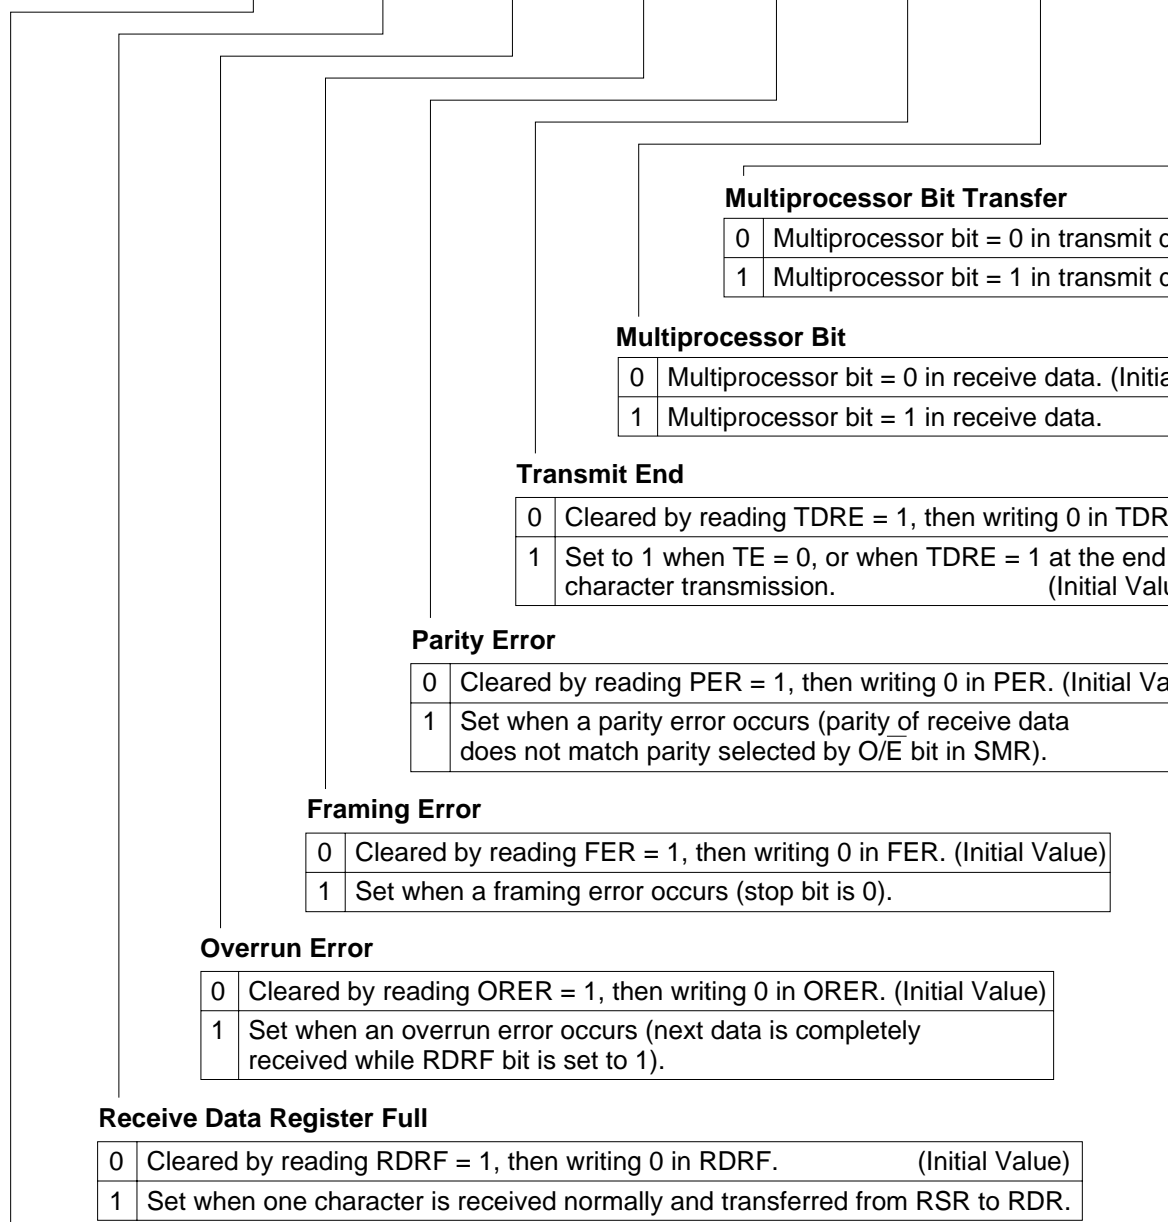 Multiprocessor Bit Transfer
0 Multiprocessor bit = 0 in transmit
1 Multiprocessor bit = 1 in transmit
Multiprocessor Bit
0 Multiprocessor bit = 0 in receive data.
1 Multiprocessor bit = 1 in receive data.
Transmit End
0 Cleared by reading TDRE = 1, then writing 0 in
1 Set to 1 when TE = 0, or when TDRE = 1 at the end
character transmission. (Initial
Parity Error
0 Cleared by reading PER = 1, then writing 0 in PER. (Initial
1 Set when a parity error occurs (parity of receive data
does not match parity selected by O/E̅ bit in SMR).
Framing Error
0 Cleared by reading FER = 1, then writing 0 in FER. (Initial Value)
1 Set when a framing error occurs (stop bit is 0).
Overrun Error
0 Cleared by reading ORER = 1, then writing 0 in ORER. (Initial Value)
1 Set when an overrun error occurs (next data is completely
received while RDRF bit is set to 1).
Receive Data Register Full
0 Cleared by reading RDRF = 1, then writing 0 in RDRF. (Initial Value)
1 Set when one character is received normally and transferred from RSR to RDR.